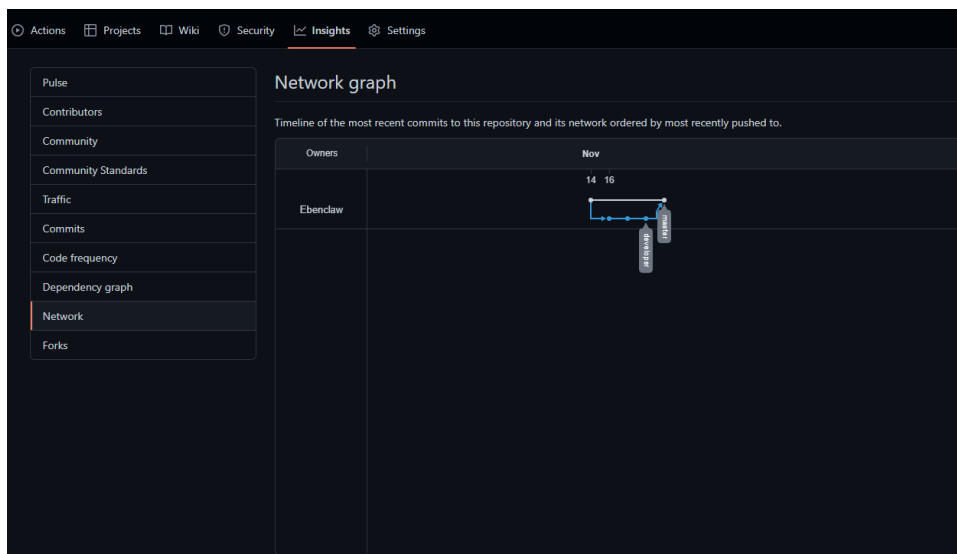 Actions Projects Wiki Security Insights Settings
Pulse
Contributors
Community
Community Standards
Traffic
Commits
Code frequency
Dependency graph
Network
Forks
Network graph
Timeline of the most recent commits to this repository and its network ordered by most recently pushed to.
Owners
Nov
14 16
Ebenclaw
master
developer